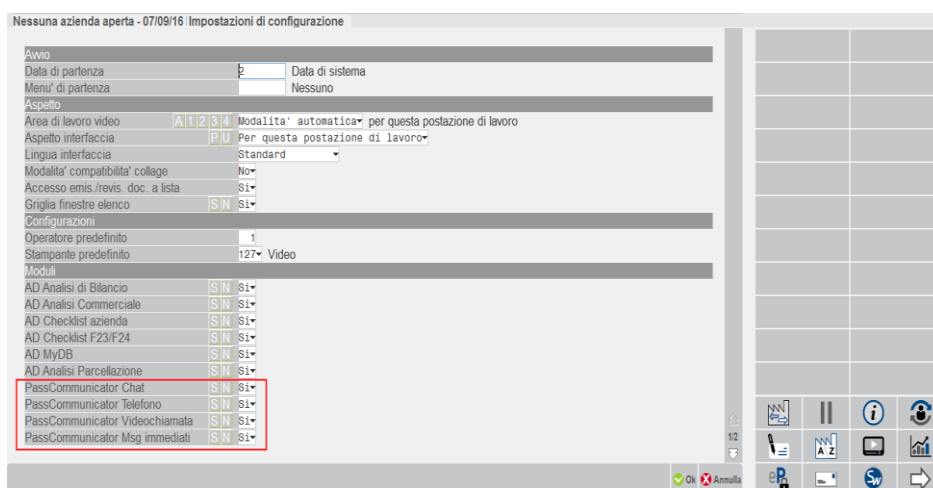 Nessuna azienda aperta - 07/09/16 Impostazioni di configurazione
Avvio
Data di partenza 2 Data di sistema
Menu' di partenza Nessuno
Aspetto
Area di lavoro video A 1 2 3 4 Modalita' automatica per questa postazione di lavoro
Aspetto interfaccia P U Per questa postazione di lavoro
Lingua interfaccia Standard
Modalita' compatibilita' collage No
Accesso emis./revis. doc. a lista Si
Griglia finestre elenco S N Si
Configurazioni
Operatore predefinito 1
Stampante predefinito 127 Video
Moduli
AD Analisi di Bilancio S N Si
AD Analisi Commerciale S N Si
AD Checklist azienda S N Si
AD Checklist F23/F24 S N Si
AD MyDB S N Si
AD Analisi Parcellazione S N Si
PassCommunicator Chat S N Si
PassCommunicator Telefono S N Si
PassCommunicator Videochiamata S N Si
PassCommunicator Msg immediati S N Si
1/2
Ok Annulla
i
A Z
eP
Sw